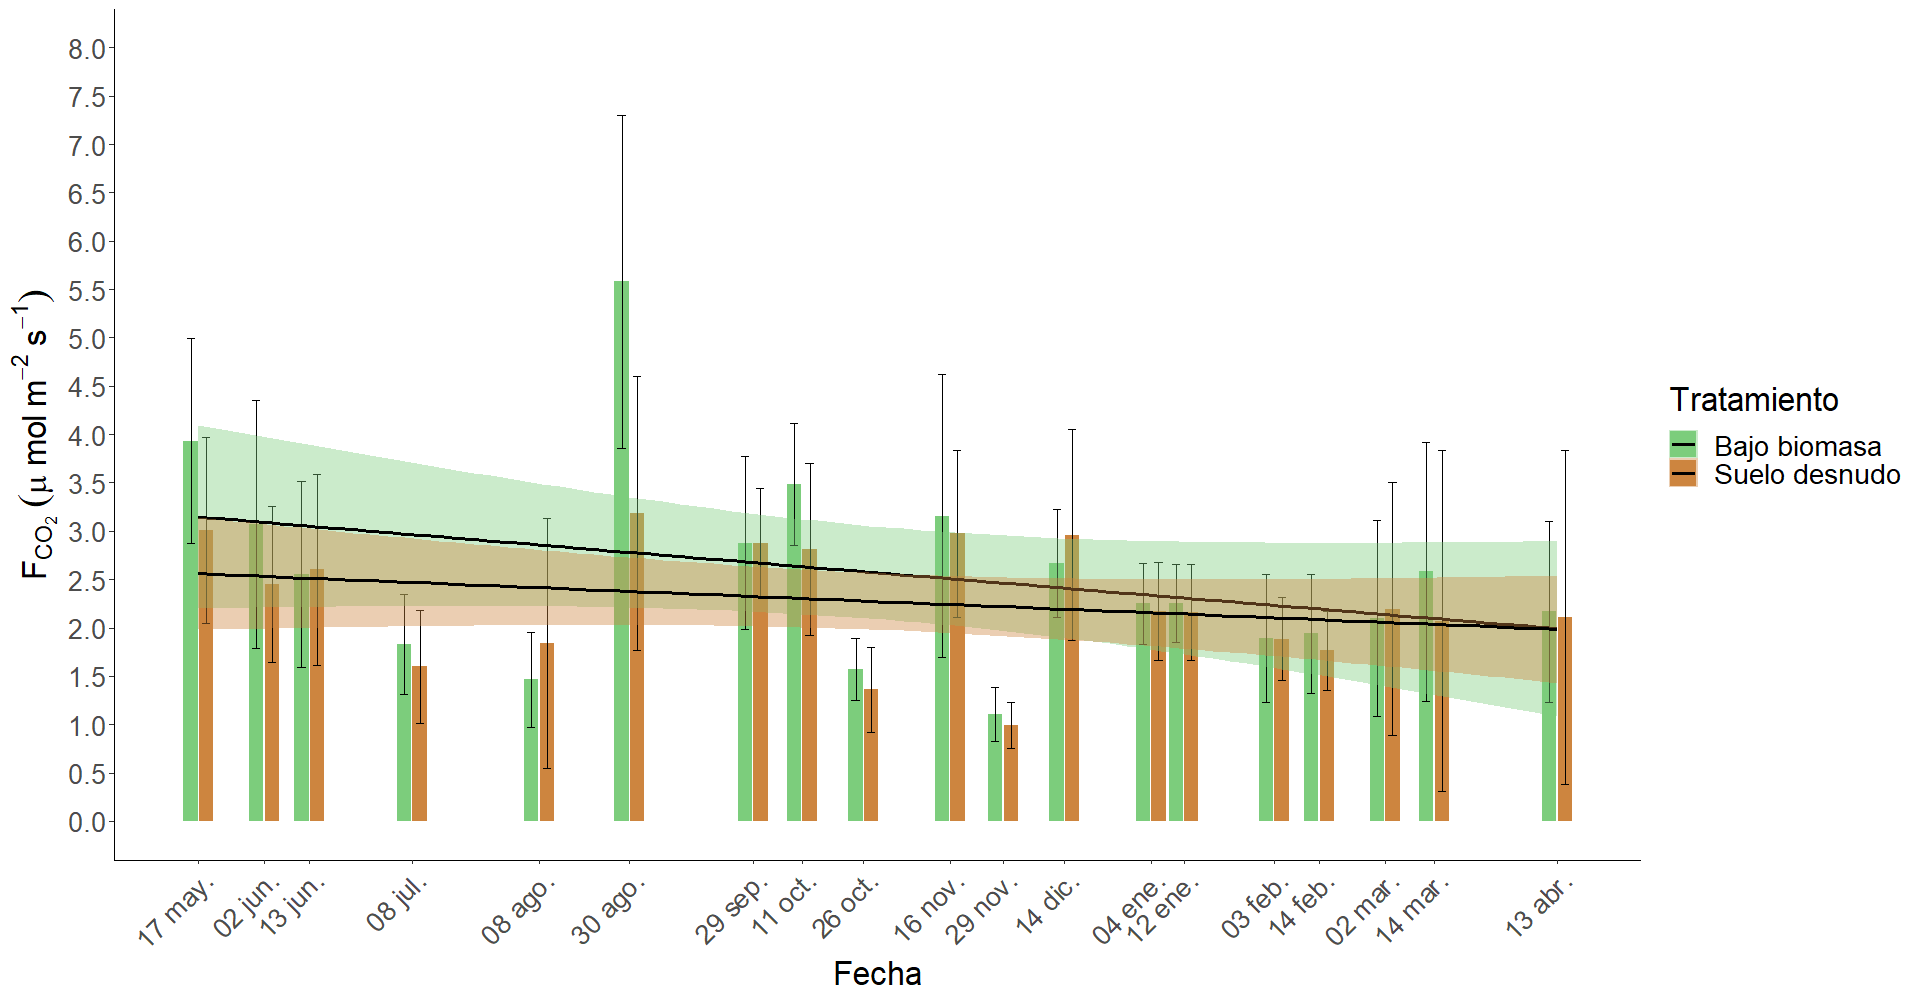 8.0
7.5
7.0
6.5
6.0
5.5
5.0
4.5
4.0
3.5
3.0
2.5
2.0
1.5
1.0
0.5
0.0
F_CO₂ (μ mol m⁻² s⁻¹)
17 may.
02 jun.
13 jun.
08 jul.
08 ago.
30 ago.
29 sep.
11 oct.
26 oct.
16 nov.
29 nov.
14 dic.
04 ene.
12 ene.
03 feb.
14 feb.
02 mar.
14 mar.
13 abr.
Fecha
Tratamiento
Bajo biomasa
Suelo desnudo